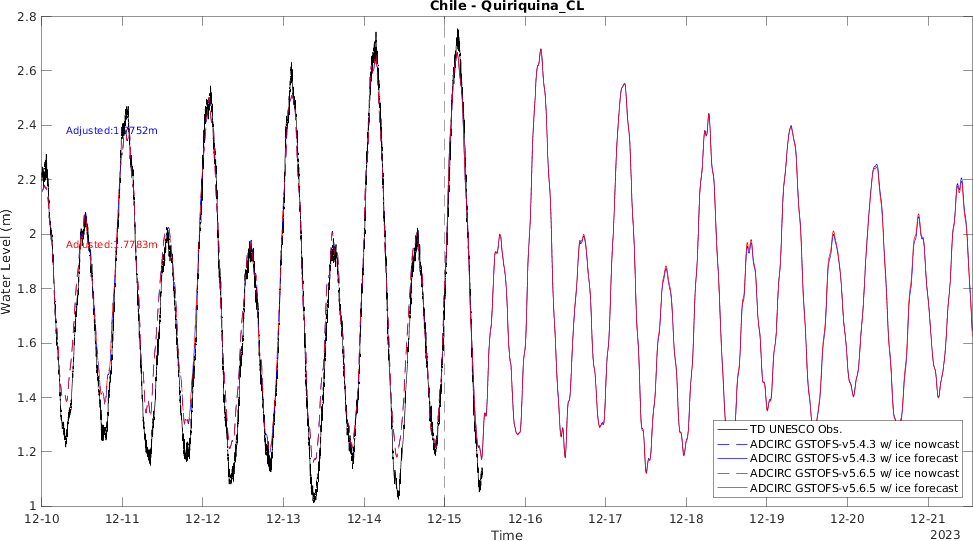 Chile - Quiriquina_CL
2.8
2.6
2.4
2.2
2
1.8
1.6
1.4
1.2
1
Water Level (m)
Adjusted:1.7752m
Adjusted:1.7783m
TD UNESCO Obs.
ADCIRC GSTOFS-v5.4.3 w/ ice nowcast
ADCIRC GSTOFS-v5.4.3 w/ ice forecast
ADCIRC GSTOFS-v5.6.5 w/ ice nowcast
ADCIRC GSTOFS-v5.6.5 w/ ice forecast
12-10 12-11 12-12 12-13 12-14 12-15 12-16 12-17 12-18 12-19 12-20 12-21
2023
Time